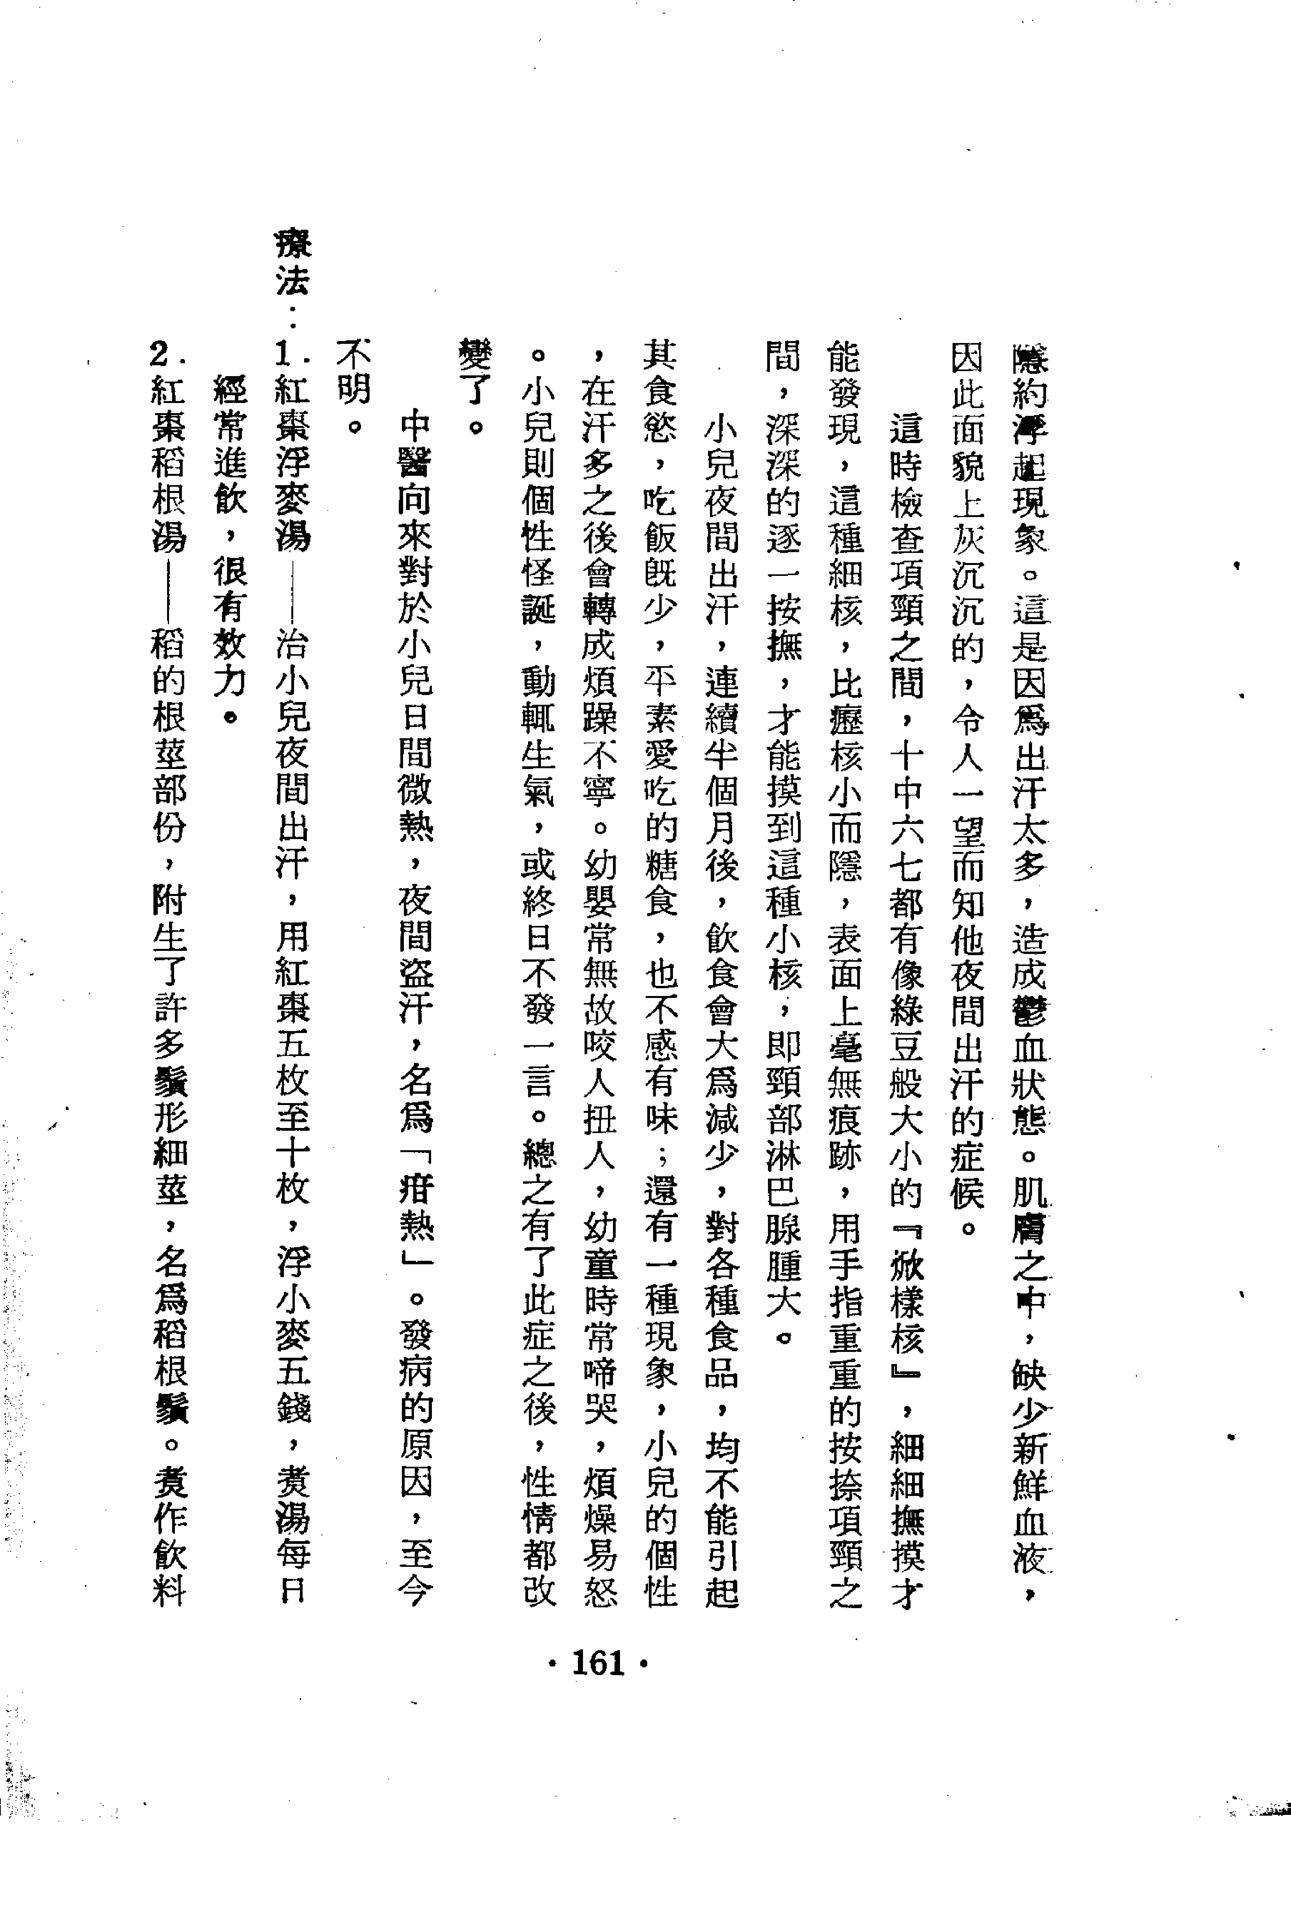 隱約浮起現象。這是因爲出汗太多，造成鬱血狀態。肌膚之中，缺少新鮮血液，
因此面貌上灰沉沉的，令人一望而知他夜間出汗的症候。
這時檢查項頸之間，十中六七都有像綠豆般大小的『焮樣核』，細細撫摸才
能發現，這種細核，比瘰核小而隱，表面上毫無痕跡，用手指重重的按捺項頸之
間，深深的逐一按撫，才能摸到這種小核，即頸部淋巴腺腫大。
小兒夜間出汗，連續半個月後，飲食會大爲減少，對各種食品，均不能引起
其食慾，吃飯既少，平素愛吃的糖食，也不感有味；還有一種現象，小兒的個性
，在汗多之後會轉成煩躁不寧。幼嬰常無故咬人扭人，幼童時常啼哭，煩燥易怒
。小兒則個性怪誕，動輒生氣，或終日不發一言。總之有了此症之後，性情都改
變了。
中醫向來對於小兒日間微熱，夜間盜汗，名爲「疳熱」。發病的原因，至今
不明。
療法：1.紅棗浮麥湯——治小兒夜間出汗，用紅棗五枚至十枚，浮小麥五錢，煑湯每日
經常進飲，很有效力。
2.紅棗稻根湯——稻的根莖部份，附生了許多鬚形細莖，名爲稻根鬚。煑作飲料
·161·